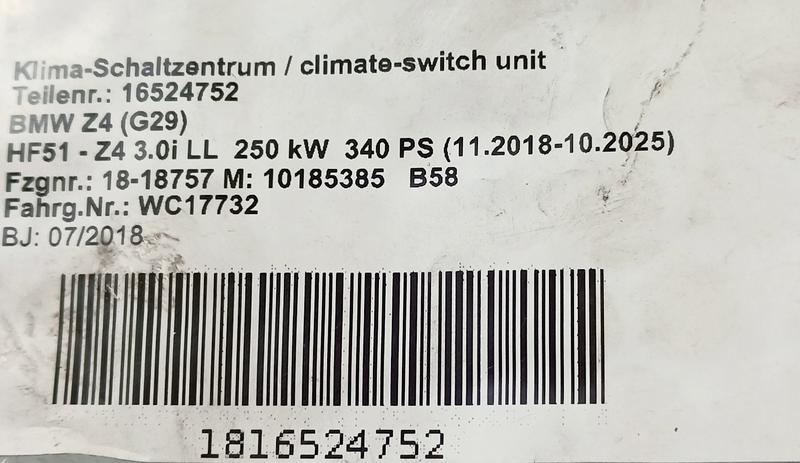 Klima-Schaltzentrum / climate-switch unit
Teilenr.: 16524752
BMW Z4 (G29)
HF51 - Z4 3.0i LL 250 kW 340 PS (11.2018-10.2025)
Fzgnr.: 18-18757 M: 10185385 B58
Fahrg.Nr.: WC17732
BJ: 07/2018
1816524752